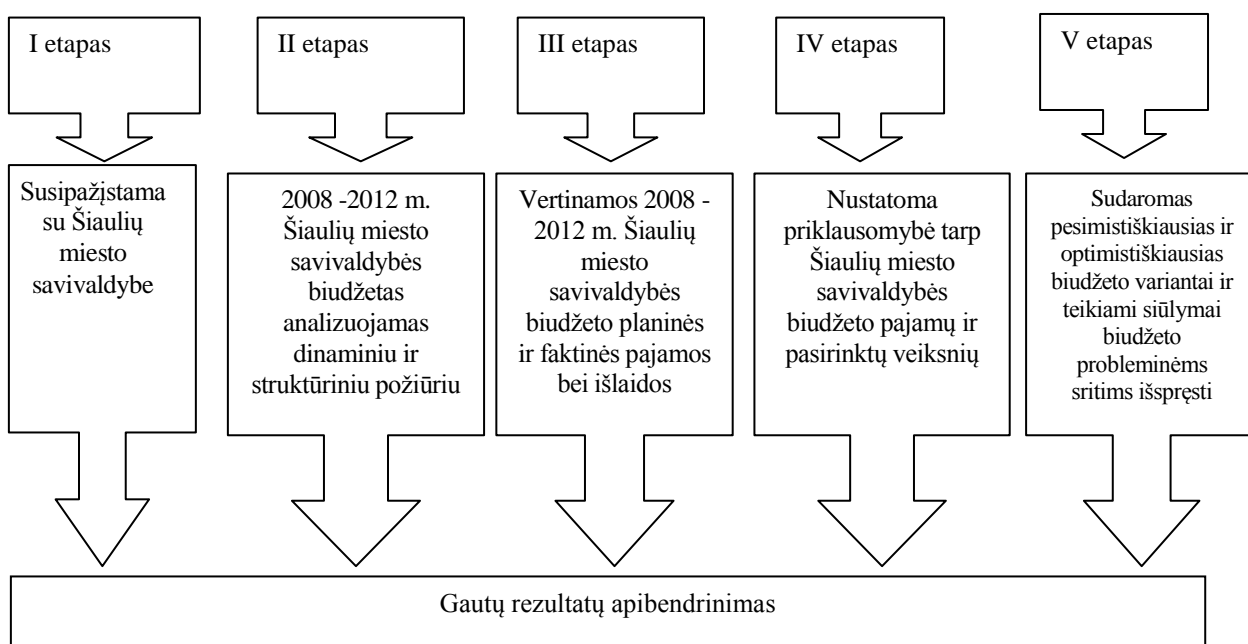 I etapas
II etapas
III etapas
IV etapas
V etapas
Susipažįstama
su Šiaulių
miesto
savivaldybe
2008 -2012 m.
Šiaulių miesto
savivaldybės
biudžetas
analizuojamas
dinaminiu ir
struktūriniu požiūriu
Vertinamos 2008 -
2012 m. Šiaulių
miesto
savivaldybės
biudžeto planinės
ir faktinės pajamos
bei išlaidos
Nustatoma
priklausomybė tarp
Šiaulių miesto
savivaldybės
biudžeto pajamų ir
pasirinktų veiksnių
Sudaromas
pesimistiškiausias ir
optimistiškiausias
biudžeto variantai ir
teikiami siūlymai
biudžeto
probleminėms
sritims išspręsti
Gautų rezultatų apibendrinimas